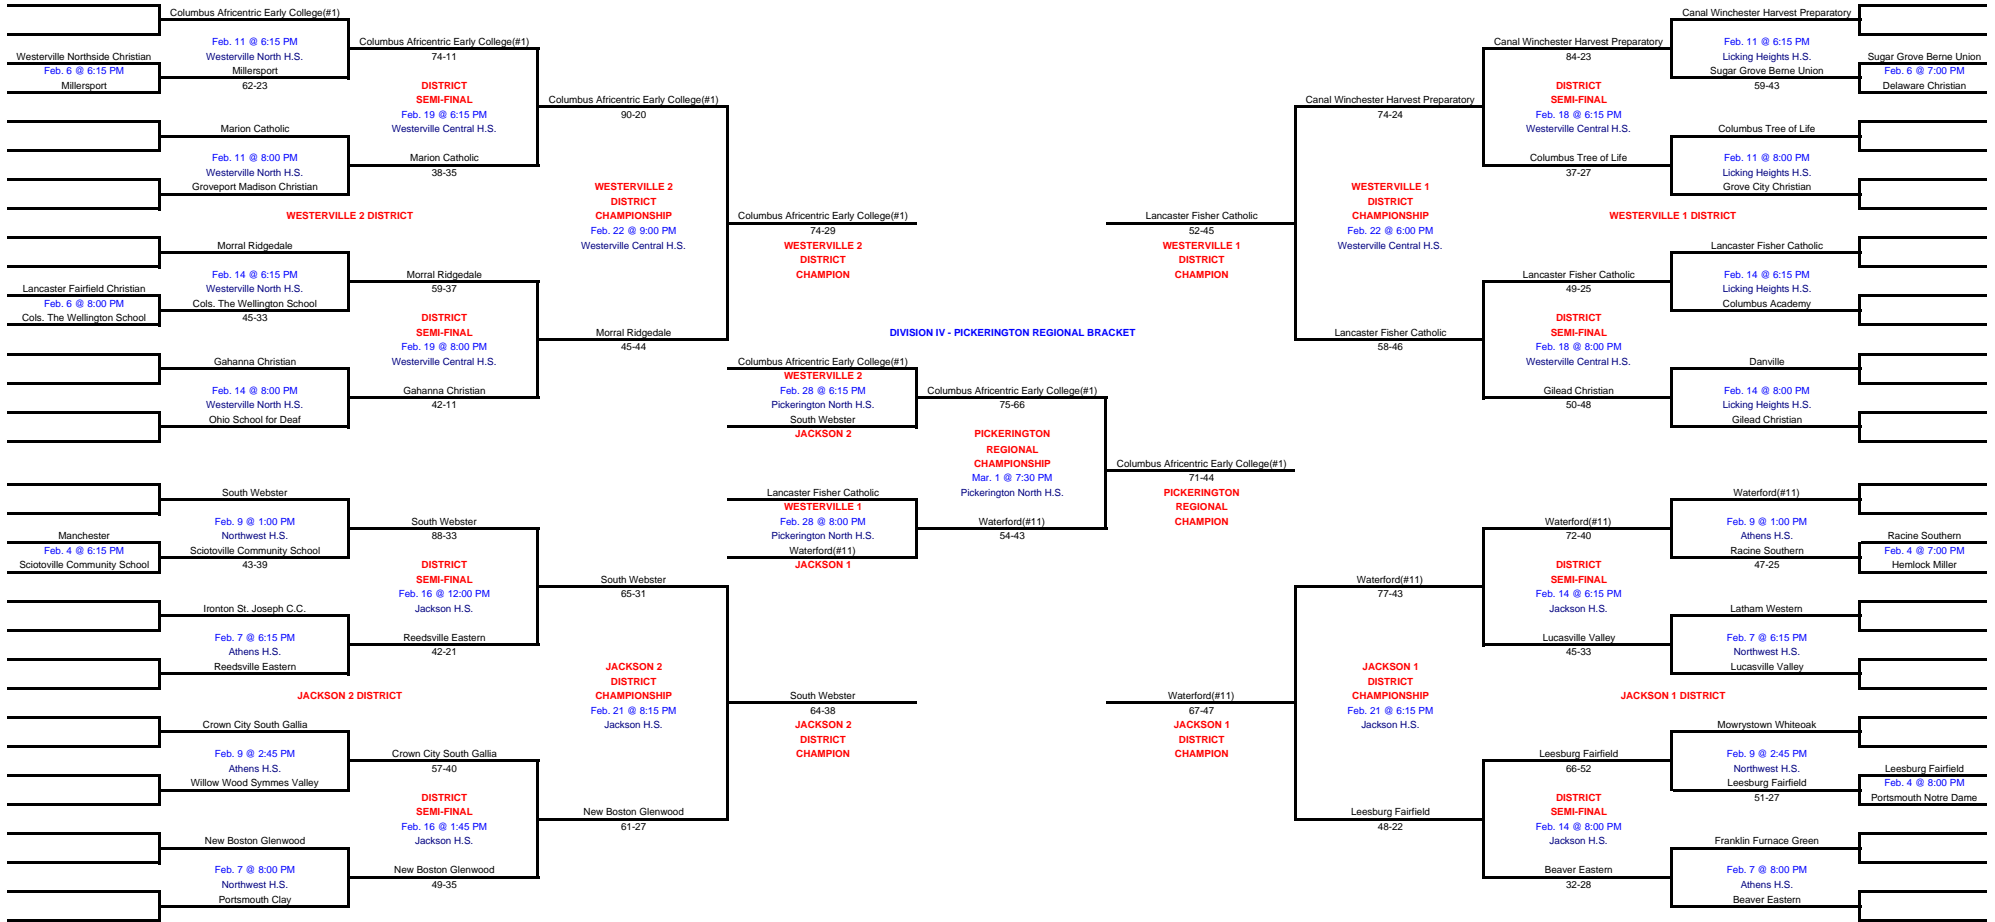 Columbus Africentric Early College(#1)
Feb. 11 @ 6:15 PM
Westerville North H.S.
Westerville Northside Christian
Feb. 6 @ 6:15 PM
Millersport
Millersport
62-23
Columbus Africentric Early College(#1)
74-11
Marion Catholic
Feb. 11 @ 8:00 PM
Westerville North H.S.
Groveport Madison Christian
Marion Catholic
38-35
DISTRICT
SEMI-FINAL
Feb. 19 @ 6:15 PM
Westerville Central H.S.
Columbus Africentric Early College(#1)
90-20
WESTERVILLE 2 DISTRICT
Morral Ridgedale
Feb. 14 @ 6:15 PM
Westerville North H.S.
Lancaster Fairfield Christian
Feb. 6 @ 8:00 PM
Cols. The Wellington School
Cols. The Wellington School
45-33
Morral Ridgedale
59-37
Gahanna Christian
Feb. 14 @ 8:00 PM
Westerville North H.S.
Ohio School for Deaf
Gahanna Christian
42-11
DISTRICT
SEMI-FINAL
Feb. 19 @ 8:00 PM
Westerville Central H.S.
Morral Ridgedale
45-44
WESTERVILLE 2
DISTRICT
CHAMPIONSHIP
Feb. 22 @ 9:00 PM
Westerville Central H.S.
Columbus Africentric Early College(#1)
74-29
WESTERVILLE 2
DISTRICT
CHAMPION
South Webster
Feb. 9 @ 1:00 PM
Northwest H.S.
Manchester
Feb. 4 @ 6:15 PM
Sciotoville Community School
Sciotoville Community School
43-39
South Webster
88-33
Ironton St. Joseph C.C.
Feb. 7 @ 6:15 PM
Athens H.S.
Reedsville Eastern
Reedsville Eastern
42-21
DISTRICT
SEMI-FINAL
Feb. 16 @ 12:00 PM
Jackson H.S.
South Webster
65-31
JACKSON 2 DISTRICT
Crown City South Gallia
Feb. 9 @ 2:45 PM
Athens H.S.
Willow Wood Symmes Valley
Crown City South Gallia
57-40
New Boston Glenwood
Feb. 7 @ 8:00 PM
Northwest H.S.
Portsmouth Clay
New Boston Glenwood
49-35
DISTRICT
SEMI-FINAL
Feb. 16 @ 1:45 PM
Jackson H.S.
New Boston Glenwood
61-27
JACKSON 2
DISTRICT
CHAMPIONSHIP
Feb. 21 @ 8:15 PM
Jackson H.S.
South Webster
64-38
JACKSON 2
DISTRICT
CHAMPION
DIVISION IV - PICKERINGTON REGIONAL BRACKET
Columbus Africentric Early College(#1)
WESTERVILLE 2
Feb. 28 @ 6:15 PM
Pickerington North H.S.
South Webster
JACKSON 2
Columbus Africentric Early College(#1)
75-66
Lancaster Fisher Catholic
WESTERVILLE 1
Feb. 28 @ 8:00 PM
Pickerington North H.S.
Waterford(#11)
JACKSON 1
Waterford(#11)
54-43
PICKERINGTON
REGIONAL
CHAMPIONSHIP
Mar. 1 @ 7:30 PM
Pickerington North H.S.
Columbus Africentric Early College(#1)
71-44
PICKERINGTON
REGIONAL
CHAMPION
Canal Winchester Harvest Preparatory
Feb. 11 @ 6:15 PM
Licking Heights H.S.
Sugar Grove Berne Union
Feb. 6 @ 7:00 PM
Delaware Christian
Sugar Grove Berne Union
59-43
Canal Winchester Harvest Preparatory
84-23
Columbus Tree of Life
Feb. 11 @ 8:00 PM
Licking Heights H.S.
Grove City Christian
Columbus Tree of Life
37-27
DISTRICT
SEMI-FINAL
Feb. 18 @ 6:15 PM
Westerville Central H.S.
Canal Winchester Harvest Preparatory
74-24
WESTERVILLE 1 DISTRICT
Lancaster Fisher Catholic
Feb. 14 @ 6:15 PM
Licking Heights H.S.
Columbus Academy
Lancaster Fisher Catholic
49-25
Danville
Feb. 14 @ 8:00 PM
Licking Heights H.S.
Gilead Christian
Gilead Christian
50-48
DISTRICT
SEMI-FINAL
Feb. 18 @ 8:00 PM
Westerville Central H.S.
Lancaster Fisher Catholic
58-46
WESTERVILLE 1
DISTRICT
CHAMPIONSHIP
Feb. 22 @ 6:00 PM
Westerville Central H.S.
Lancaster Fisher Catholic
52-45
WESTERVILLE 1
DISTRICT
CHAMPION
Waterford(#11)
Feb. 9 @ 1:00 PM
Athens H.S.
Racine Southern
Feb. 4 @ 7:00 PM
Hemlock Miller
Racine Southern
47-25
Waterford(#11)
72-40
Latham Western
Feb. 7 @ 6:15 PM
Northwest H.S.
Lucasville Valley
Lucasville Valley
45-33
DISTRICT
SEMI-FINAL
Feb. 14 @ 6:15 PM
Jackson H.S.
Waterford(#11)
77-43
JACKSON 1 DISTRICT
Mowrystown Whiteoak
Feb. 9 @ 2:45 PM
Northwest H.S.
Leesburg Fairfield
Feb. 4 @ 8:00 PM
Portsmouth Notre Dame
Leesburg Fairfield
51-27
Leesburg Fairfield
66-52
Franklin Furnace Green
Feb. 7 @ 8:00 PM
Athens H.S.
Beaver Eastern
Beaver Eastern
32-28
DISTRICT
SEMI-FINAL
Feb. 14 @ 8:00 PM
Jackson H.S.
Leesburg Fairfield
48-22
JACKSON 1
DISTRICT
CHAMPIONSHIP
Feb. 21 @ 6:15 PM
Jackson H.S.
Waterford(#11)
67-47
JACKSON 1
DISTRICT
CHAMPION